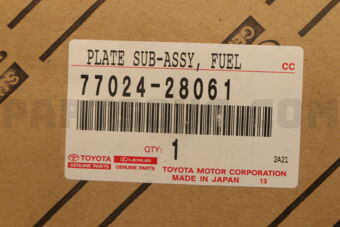 PLATE SUB-ASSY, FUEL
CC
77024-28061
QTY:
1
2A21
TOYOTA
GENUINE PARTS
LEXUS
GENUINE PARTS
TOYOTA MOTOR CORPORATION
MADE IN JAPAN 13